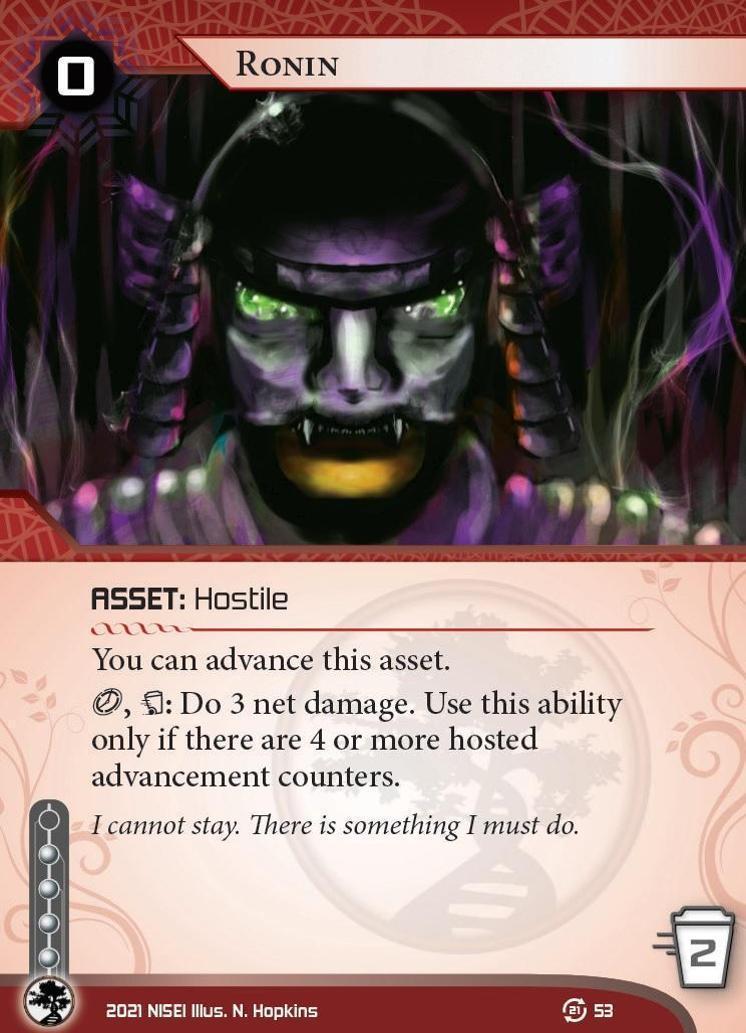 0
Ronin
ASSET: Hostile
You can advance this asset.
, : Do 3 net damage. Use this ability
only if there are 4 or more hosted
advancement counters.
I cannot stay. There is something I must do.
2
2021 NISEI Illus. N. Hopkins
21
53